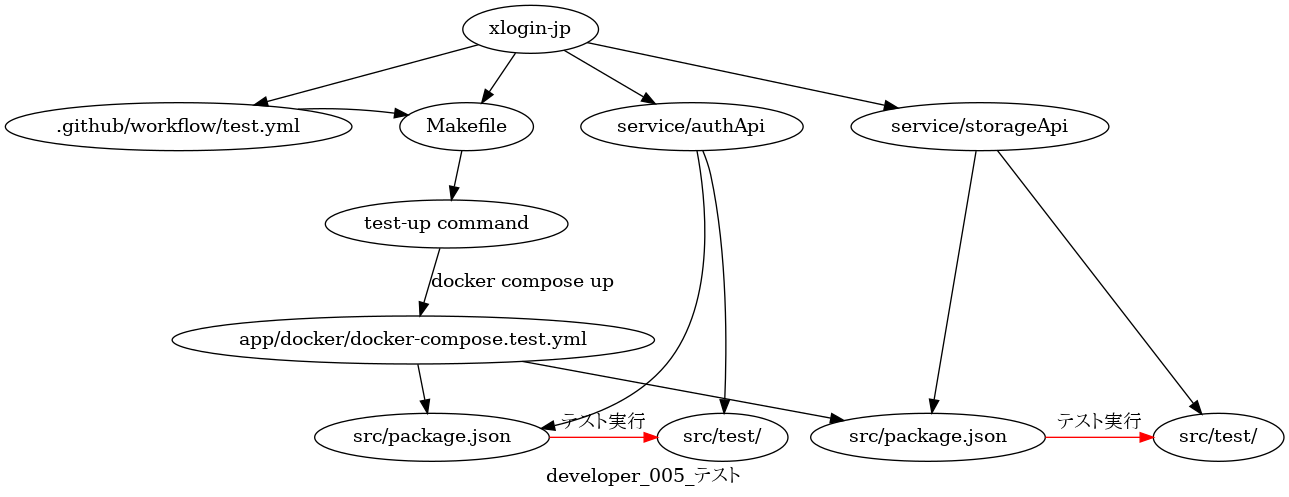 xlogin-jp
.github/workflow/test.yml
Makefile
service/authApi
service/storageApi
test-up command
docker compose up
app/docker/docker-compose.test.yml
src/package.json
テスト実行
src/test/
src/package.json
テスト実行
src/test/
developer_005_テスト